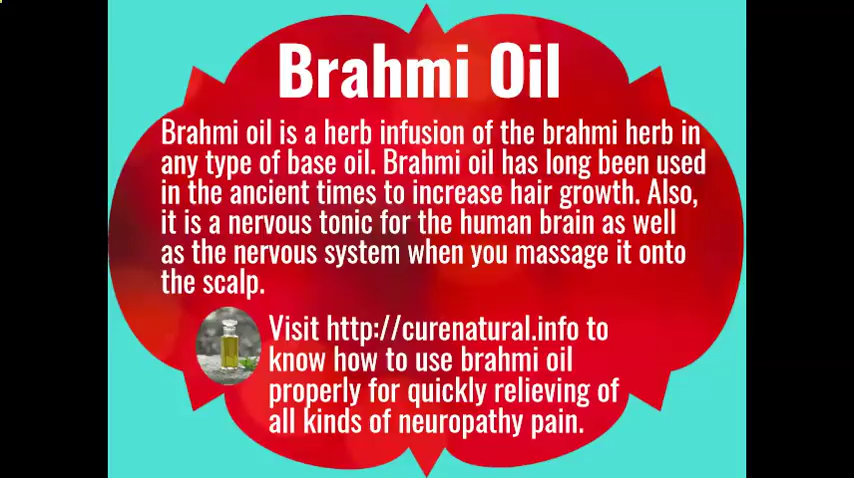 Brahmi Oil
Brahmi oil is a herb infusion of the brahmi herb in
any type of base oil. Brahmi oil has long been used
in the ancient times to increase hair growth. Also,
it is a nervous tonic for the human brain as well
as the nervous system when you massage it onto
the scalp.
Visit http://curenatural.info to
know how to use brahmi oil
properly for quickly relieving of
all kinds of neuropathy pain.